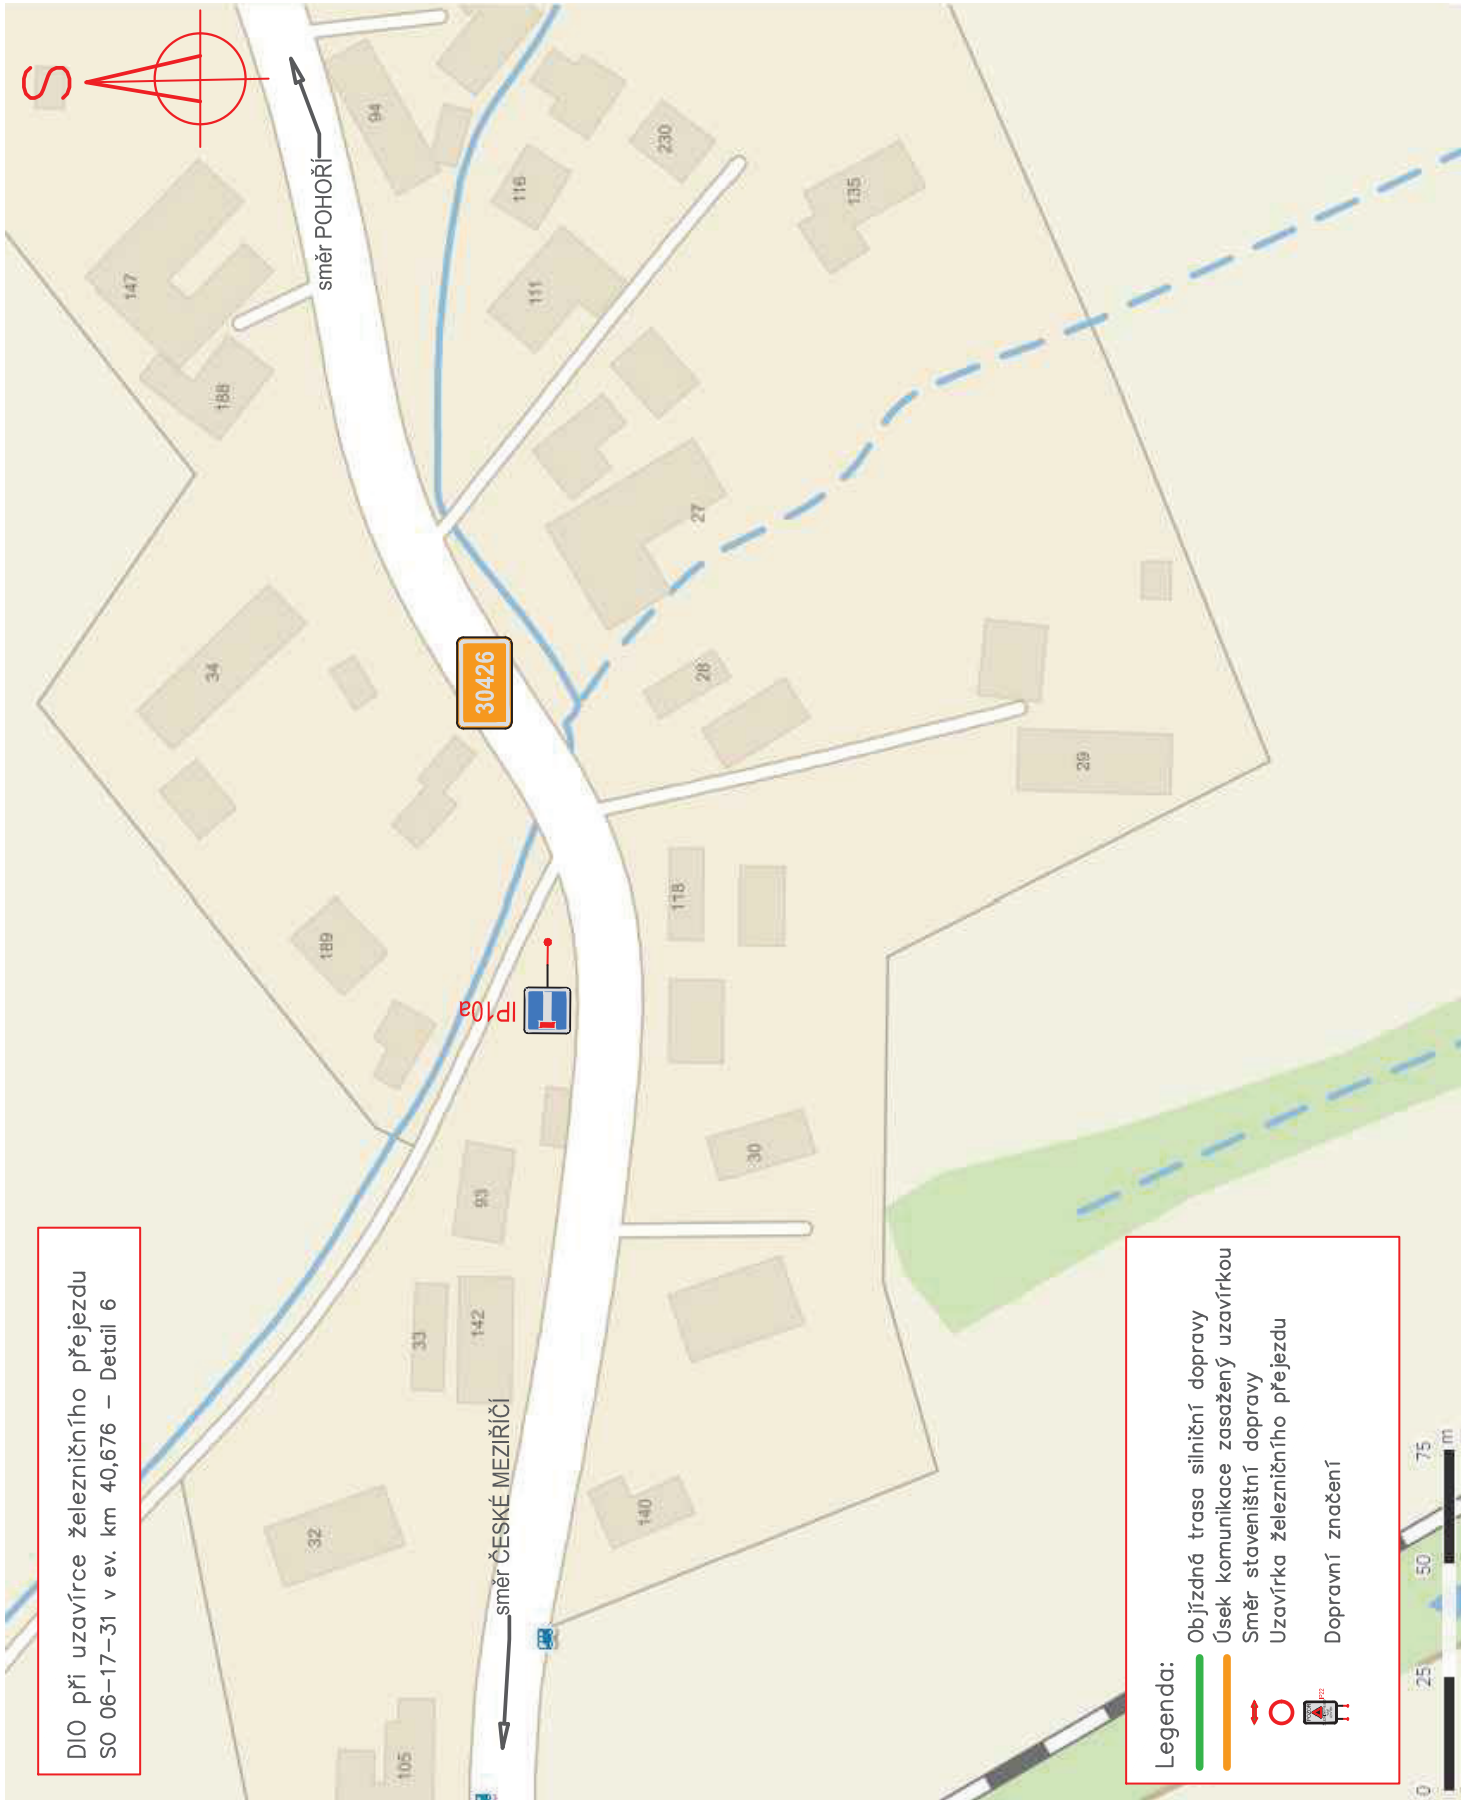 DIO při uzavírce železničního přejezdu
SO 06–17–31 v ev. km 40,676 – Detail 6
S
směr POHOŘÍ
směr ČESKÉ MEZIŘÍČÍ
30426
IP10a
147
188
94
116
230
111
135
34
27
28
29
189
118
93
30
33
142
32
140
105
Legenda:
Objízdná trasa silniční dopravy
Úsek komunikace zasažený uzavírkou
Směr staveništní dopravy
Uzavírka železničního přejezdu
Dopravní značení
0 25 50 75 m